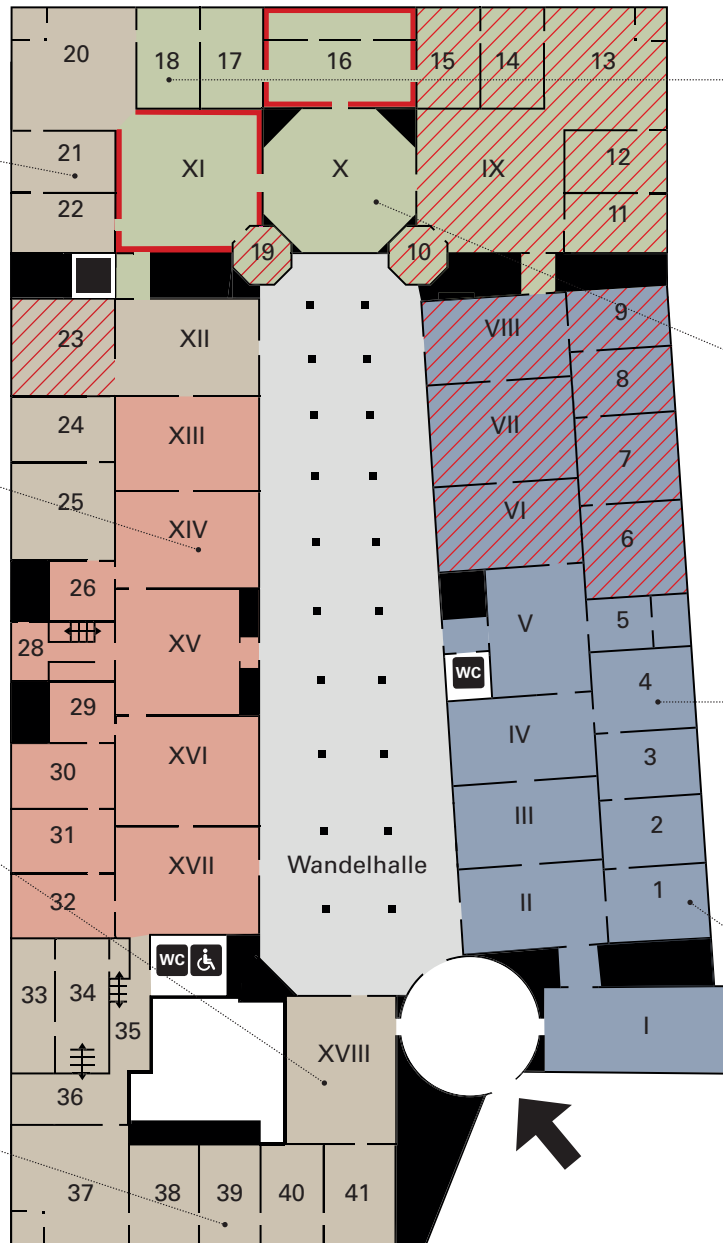 20 18 17 16 15 14 13
21 XI X IX 12
22 11
19 10
23 XII VIII 9
8
24 XIII VII 7
25 XIV VI 6
26
28 XV V 5
WC
29 4
XVI IV 3
30
31 III 2
XVII Wandelhalle
32 II 1
WC
33 34 35 I
XVIII
36
37 38 39 40 41